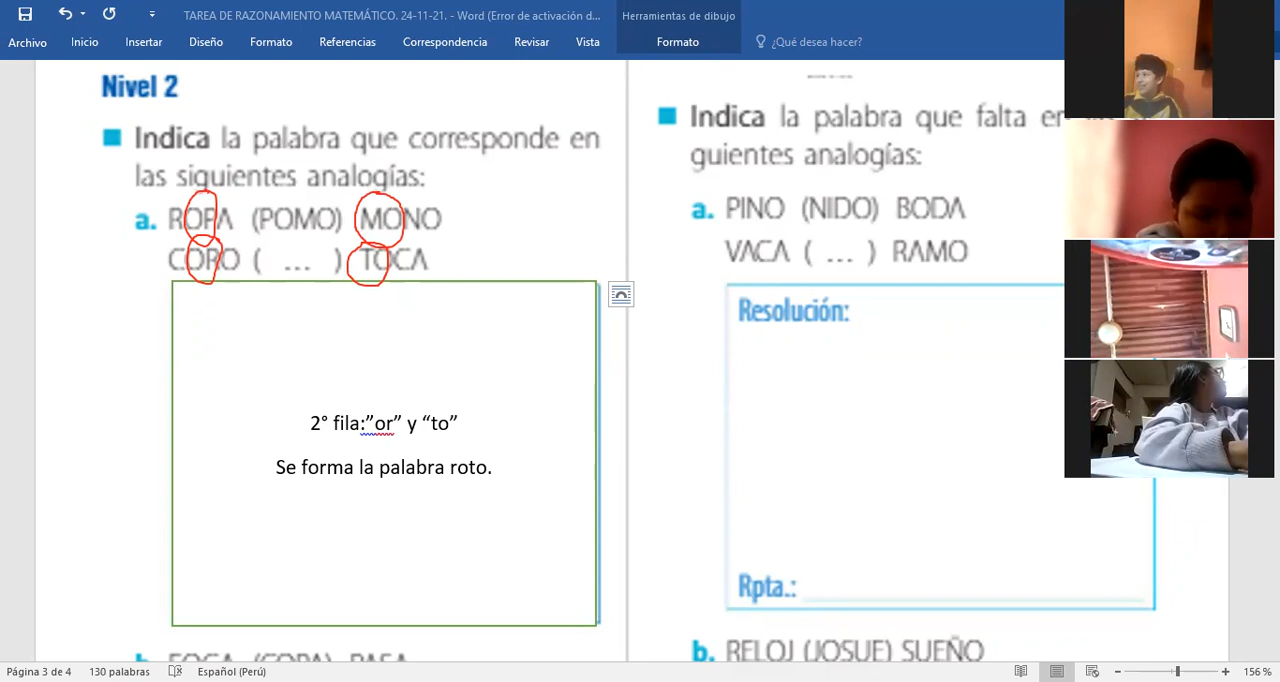 TAREA DE RAZONAMIENTO MATEMÁTICO. 24-11-21. - Word (Error de activación d...
Herramientas de dibujo
Archivo Inicio Insertar Diseño Formato Referencias Correspondencia Revisar Vista Formato ¿Qué desea hacer?
Nivel 2
Indica la palabra que corresponde en
las siguientes analogías:
a. ROPA (POMO) MONO
CORO ( ... ) TOCA
2° fila:”or” y “to”
Se forma la palabra roto.
Indica la palabra que falta en
guientes analogías:
a. PINO (NIDO) BODA
VACA ( ... ) RAMO
Resolución:
Rpta.:
b. RELOJ (JOSUE) SUEÑO
Página 3 de 4 130 palabras Español (Perú) 156 %